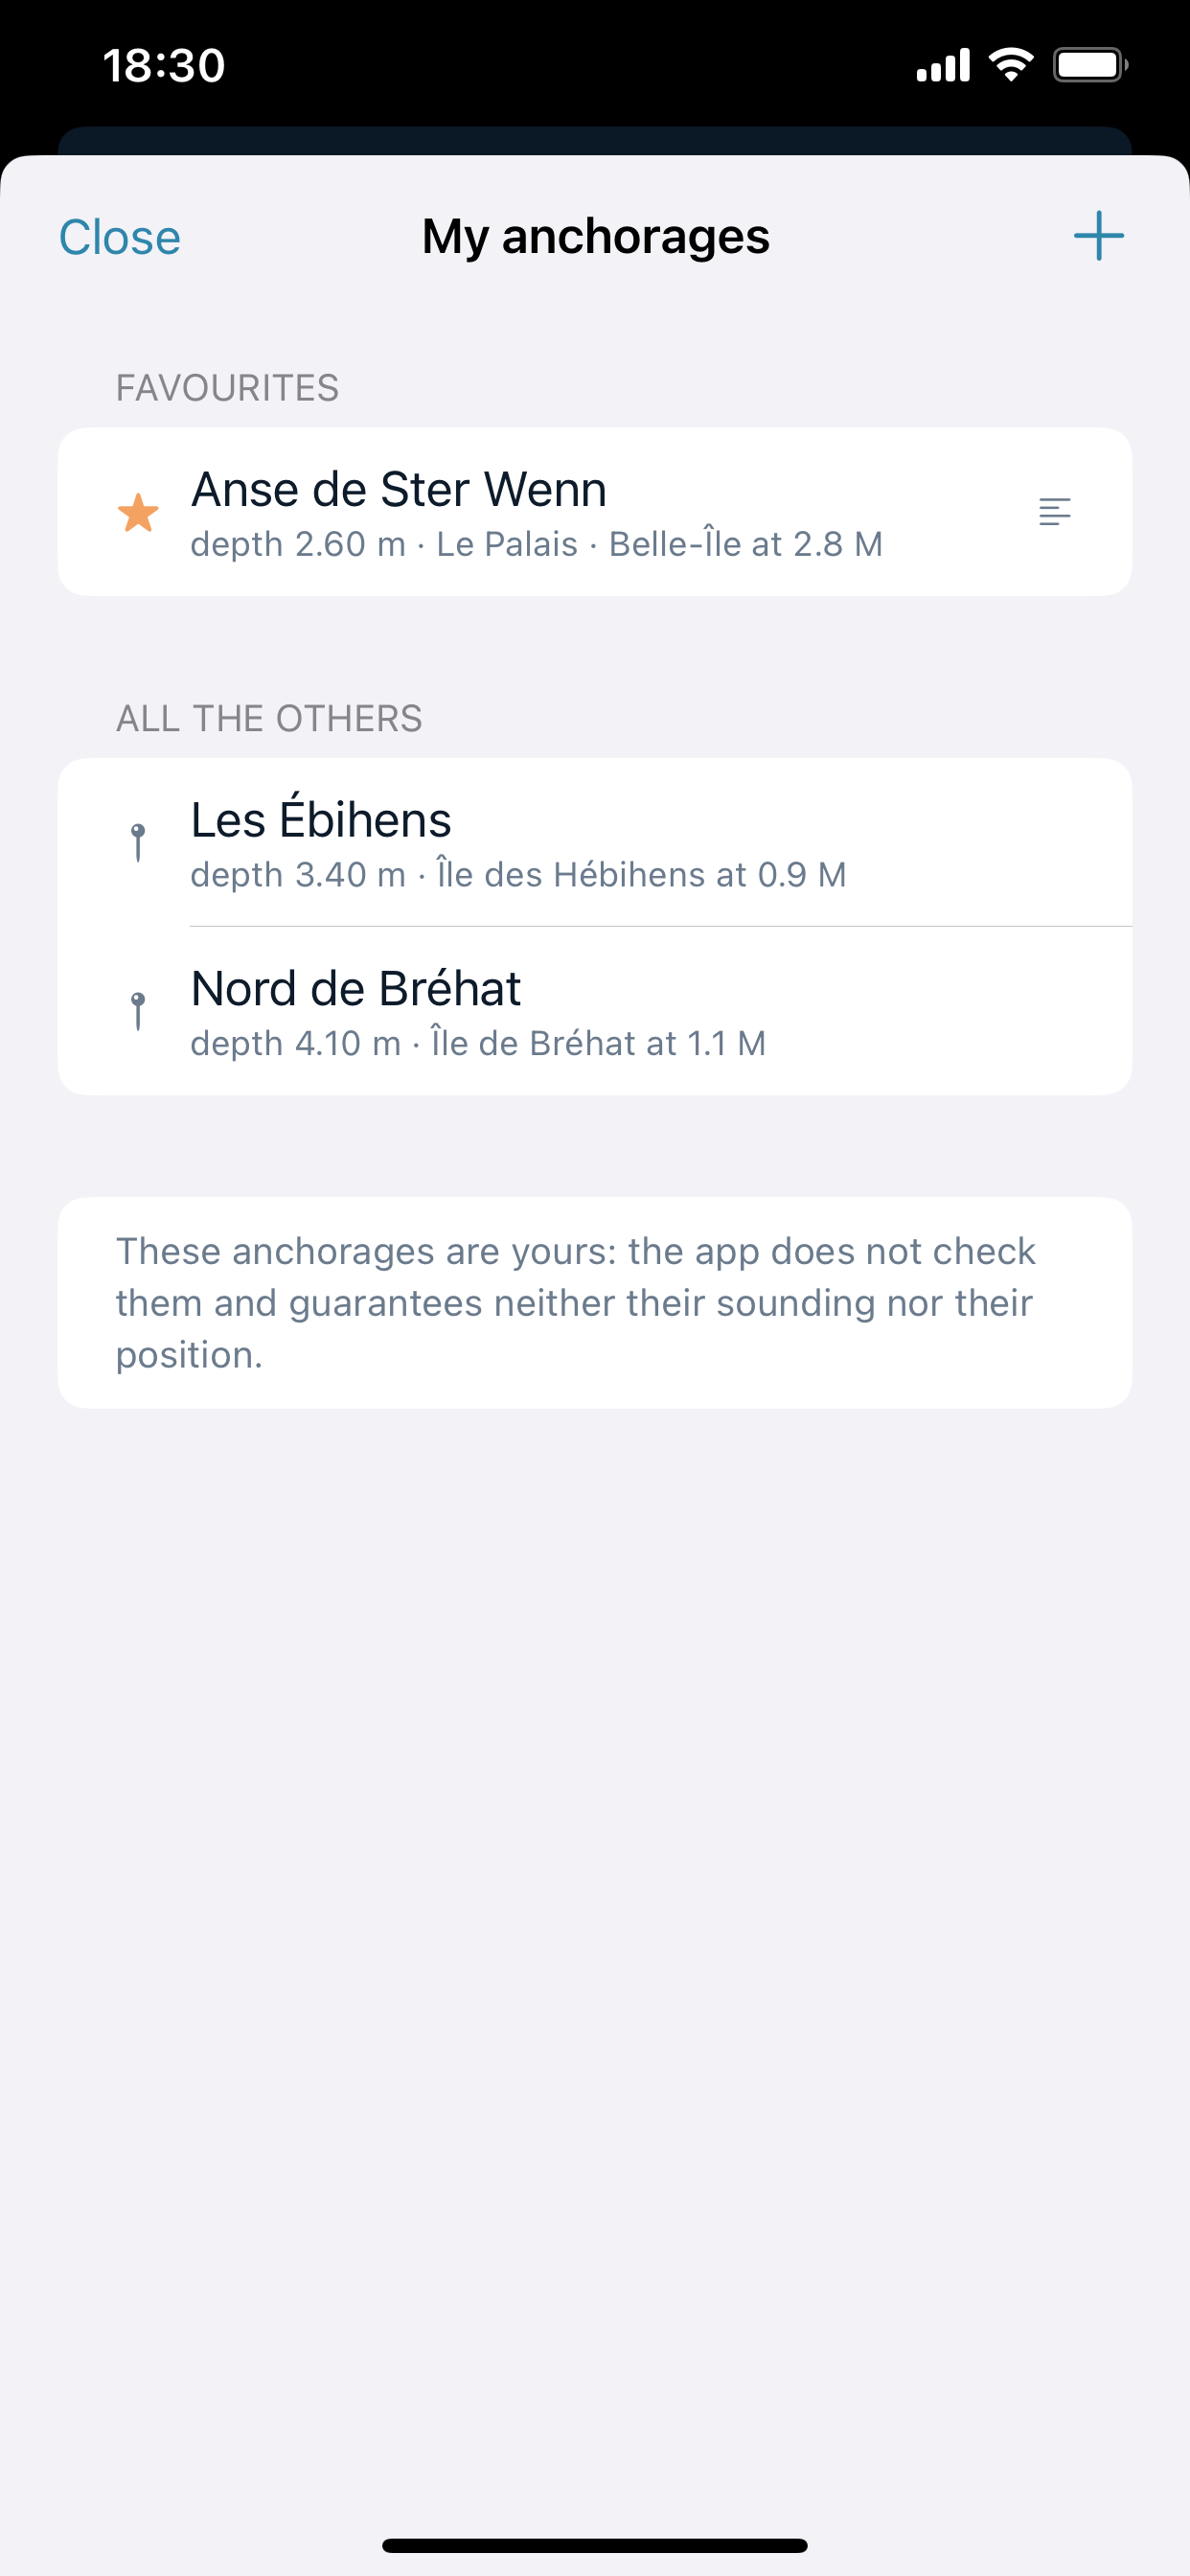 18:30
Close
My anchorages
FAVOURITES
Anse de Ster Wenn
depth 2.60 m · Le Palais · Belle-Île at 2.8 M
ALL THE OTHERS
Les Ébihens
depth 3.40 m · Île des Hébihens at 0.9 M
Nord de Bréhat
depth 4.10 m · Île de Bréhat at 1.1 M
These anchorages are yours: the app does not check
them and guarantees neither their sounding nor their
position.